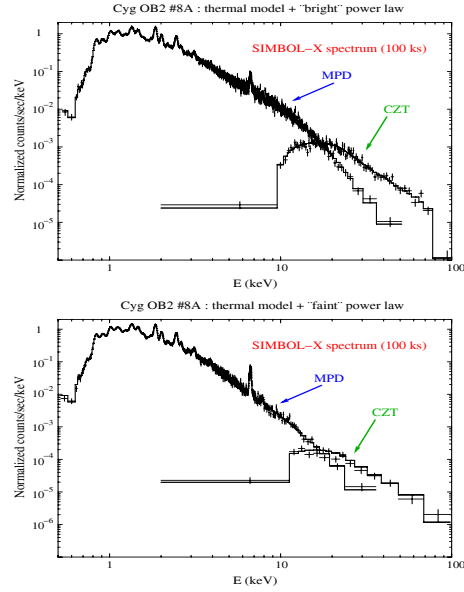 Cyg OB2 #8A : thermal model + ¨bright¨ power law
SIMBOL-X spectrum (100 ks)
MPD
CZT
Normalized counts/sec/keV
1
10⁻¹
10⁻²
10⁻³
10⁻⁴
10⁻⁵
1
10
100
E (keV)
Cyg OB2 #8A : thermal model + ¨faint¨ power law
SIMBOL-X spectrum (100 ks)
MPD
CZT
Normalized counts/sec/keV
1
10⁻¹
10⁻²
10⁻³
10⁻⁴
10⁻⁵
10⁻⁶
1
10
100
E (keV)